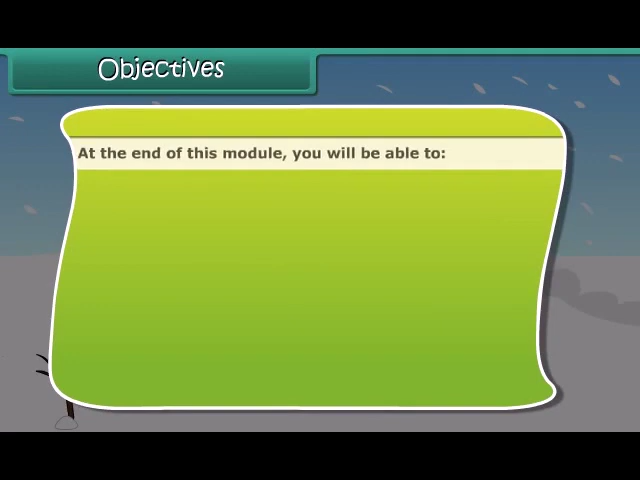 Objectives
At the end of this module, you will be able to: